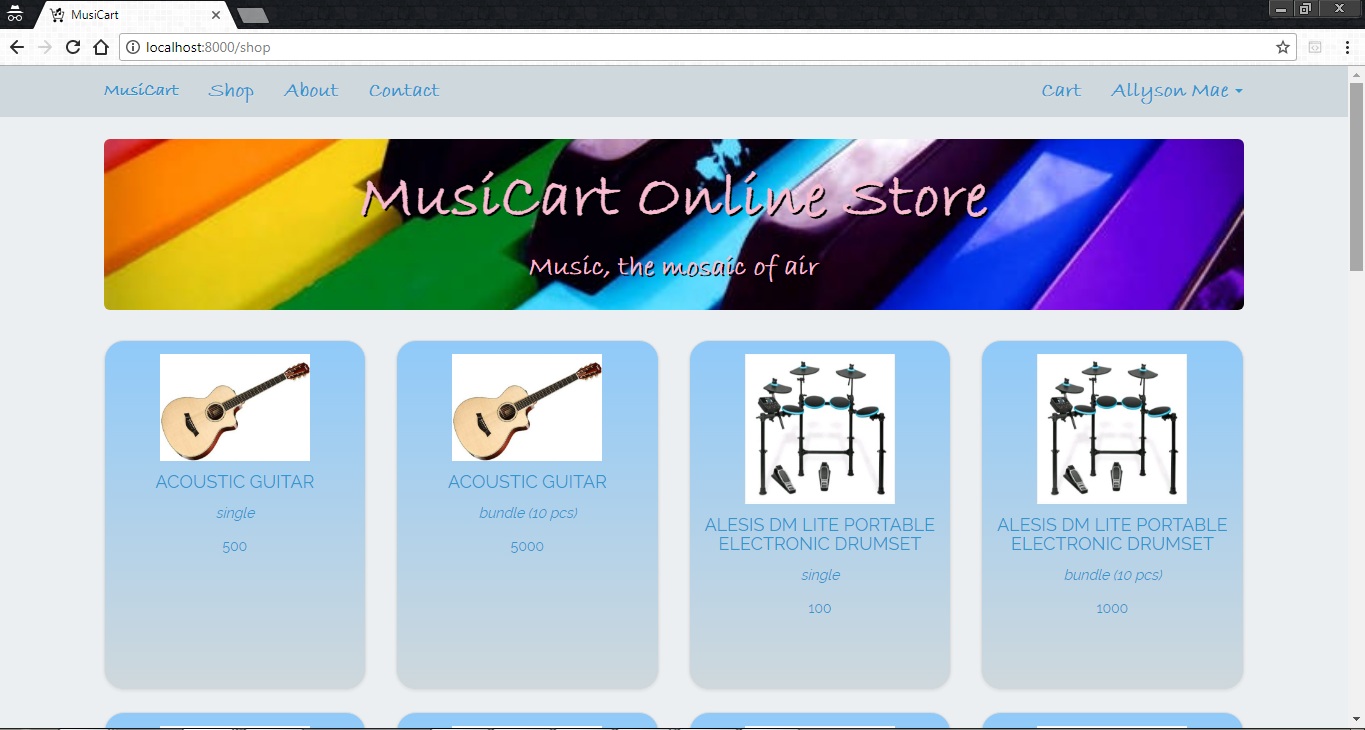 MusiCart
localhost:8000/shop
MusiCart Shop About Contact Cart Allyson Mae
MusiCart Online Store
Music, the mosaic of air
ACOUSTIC GUITAR
single
500
ACOUSTIC GUITAR
bundle (10 pcs)
5000
ALESIS DM LITE PORTABLE
ELECTRONIC DRUMSET
single
100
ALESIS DM LITE PORTABLE
ELECTRONIC DRUMSET
bundle (10 pcs)
1000